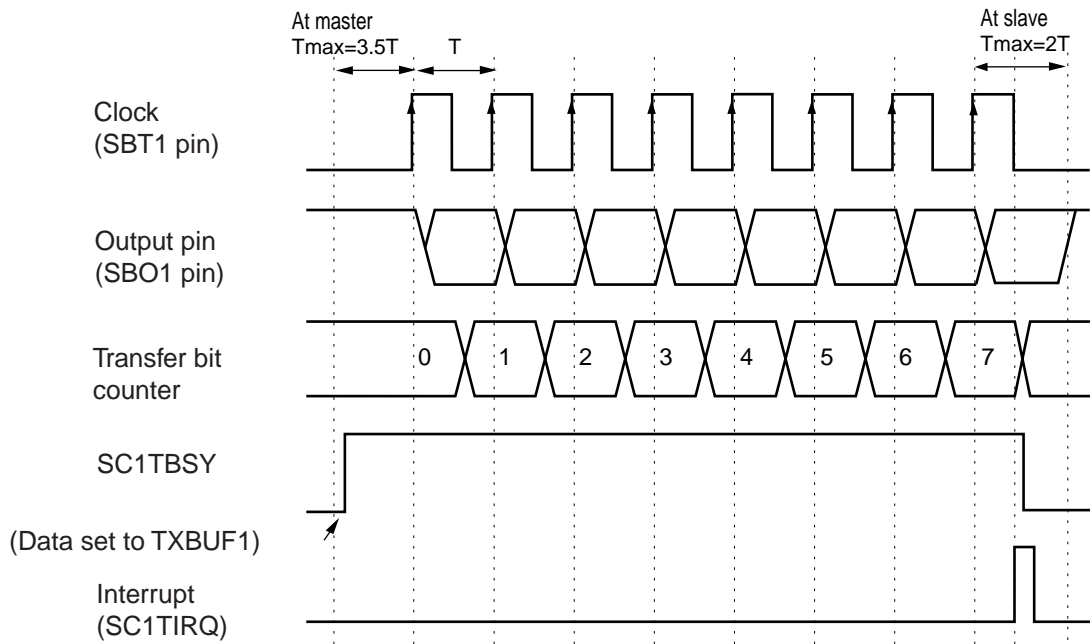 At master
Tmax=3.5T
T
At slave
Tmax=2T
Clock
(SBT1 pin)
Output pin
(SBO1 pin)
Transfer bit
counter
0 1 2 3 4 5 6 7
SC1TBSY
(Data set to TXBUF1)
Interrupt
(SC1TIRQ)